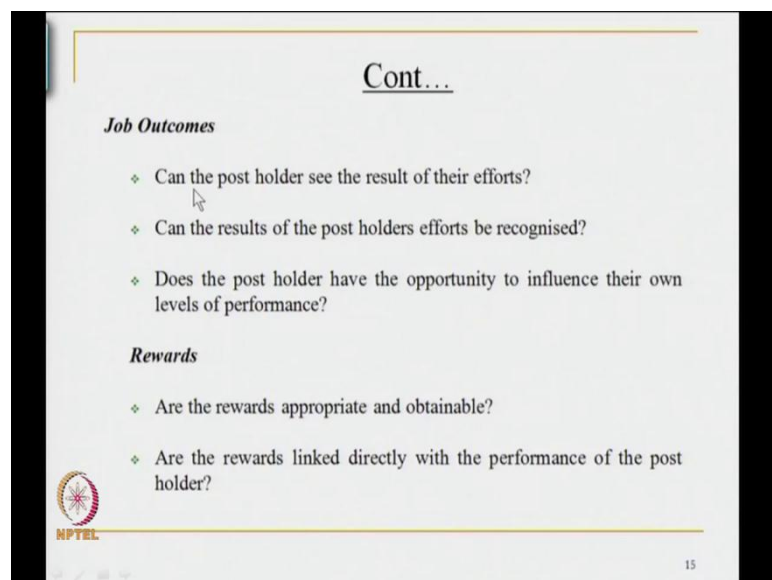 Cont...
Job Outcomes
Can the post holder see the result of their efforts?
Can the results of the post holders efforts be recognised?
Does the post holder have the opportunity to influence their own
levels of performance?
Rewards
Are the rewards appropriate and obtainable?
Are the rewards linked directly with the performance of the post
holder?
NPTEL
15